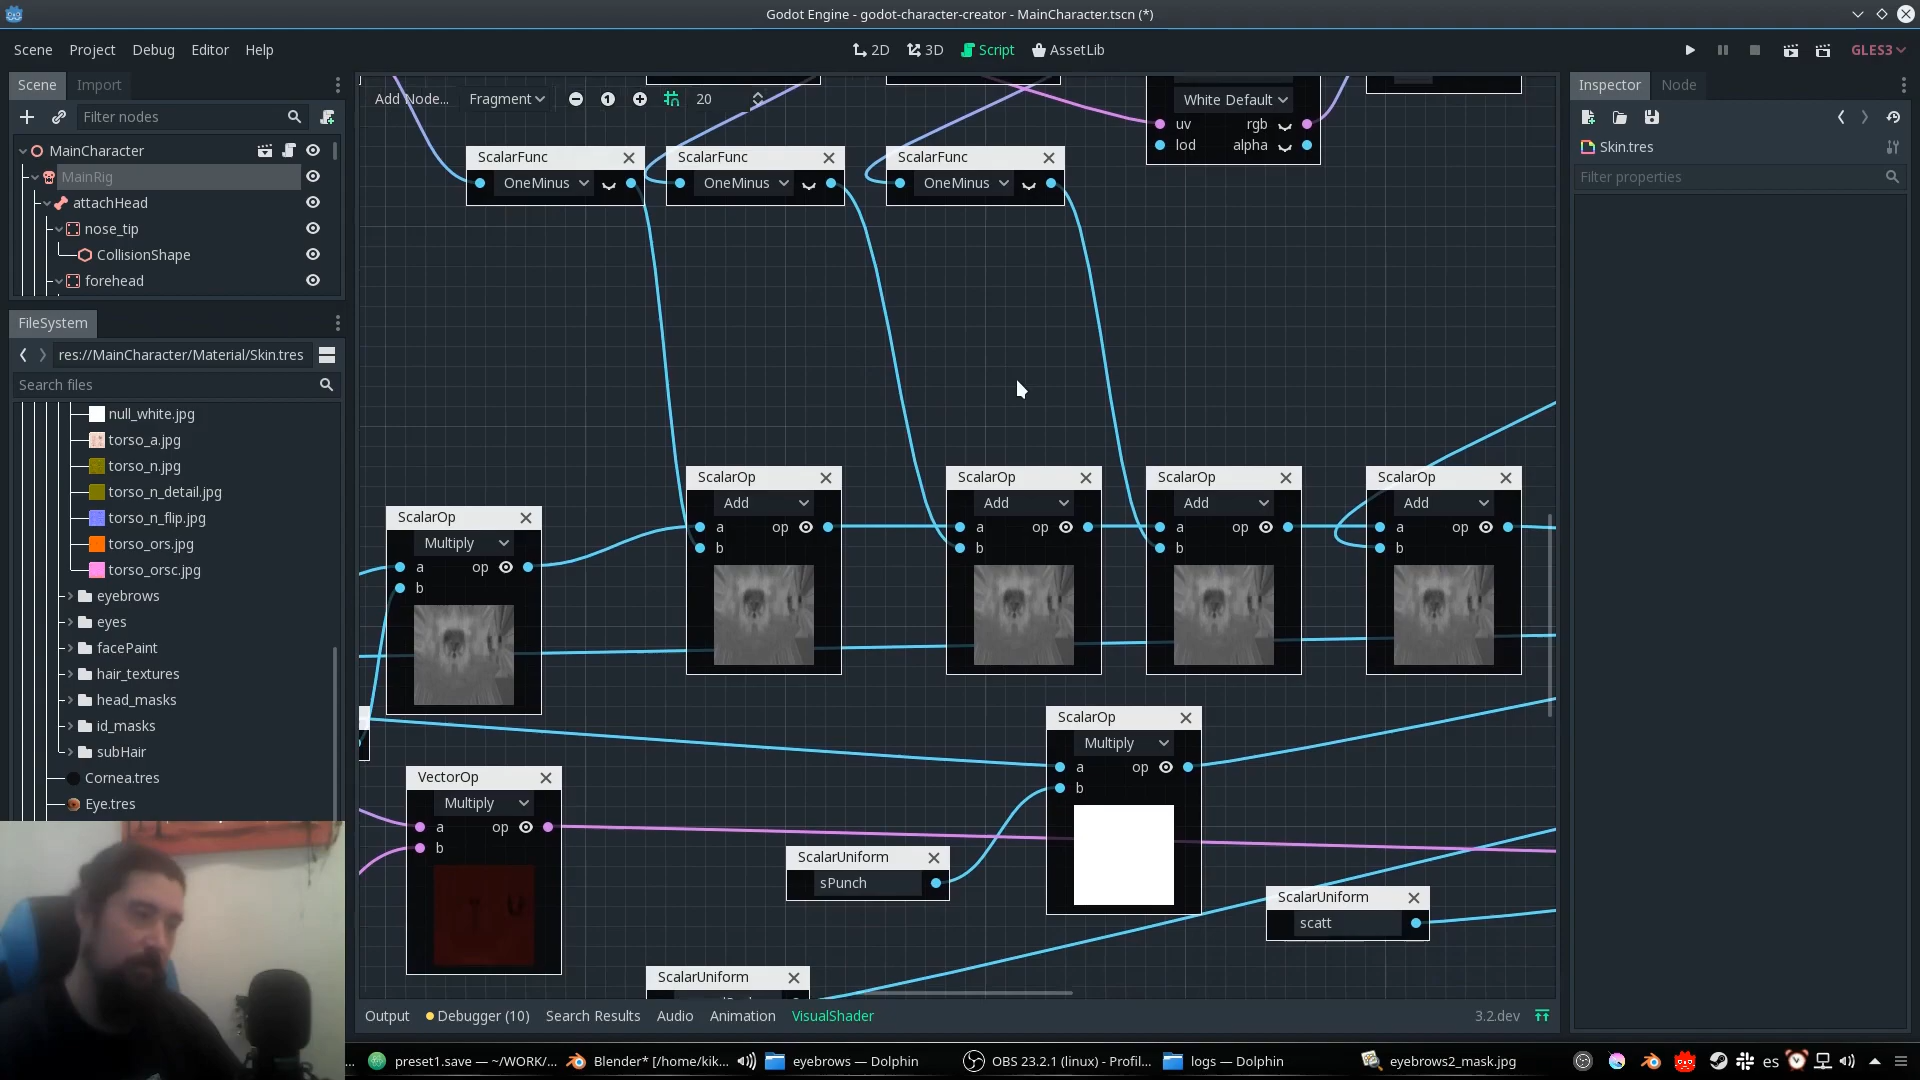 Godot Engine - godot-character-creator - MainCharacter.tscn (*)
Scene Project Debug Editor Help
2D 3D Script AssetLib
GLES3
Scene Import
Filter nodes
MainCharacter
MainRig
attachHead
nose_tip
CollisionShape
forehead
FileSystem
res://MainCharacter/Material/Skin.tres
Search files
null_white.jpg
torso_a.jpg
torso_n.jpg
torso_n_detail.jpg
torso_n_flip.jpg
torso_ors.jpg
torso_orsc.jpg
eyebrows
eyes
facePaint
hair_textures
head_masks
id_masks
subHair
Cornea.tres
Eye.tres
Add Node... Fragment 20
White Default
uv rgb
lod alpha
ScalarFunc ScalarFunc ScalarFunc
OneMinus OneMinus OneMinus
ScalarOp ScalarOp ScalarOp ScalarOp
Add Add Add Add
a op a op a op a op
b b b b
ScalarOp
Multiply
a op
b
ScalarOp
Multiply
a op
b
VectorOp
Multiply
a op
b
ScalarUniform
sPunch
ScalarUniform
scatt
ScalarUniform
Output Debugger (10) Search Results Audio Animation VisualShader 3.2.dev
Inspector Node
Skin.tres
Filter properties
... preset1.save — ~/WORK/... Blender* [/home/kik... eyebrows — Dolphin OBS 23.2.1 (linux) - Profil... logs — Dolphin eyebrows2_mask.jpg es